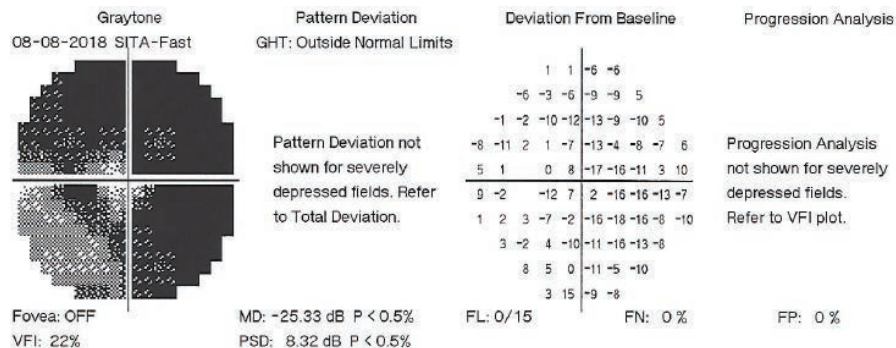 Graytone Pattern Deviation Deviation From Baseline Progression Analysis
08-08-2018 SITA-Fast GHT: Outside Normal Limits
1 1 -6 -6
-6 -3 -6 -9 -9 5
-1 -2 -10 -12 -13 -9 -10 5
-8 -11 2 1 -7 -13 -4 -8 -7 6
5 1 0 8 -17 -16 -11 3 10
9 -2 -12 7 2 -16 -16 -13 -7
1 2 3 -7 -2 -16 -18 -16 -8 -10
3 -2 4 -10 -11 -16 -13 -8
8 5 0 -11 -5 -10
3 15 -9 -8
Pattern Deviation not
shown for severely
depressed fields. Refer
to Total Deviation.
Progression Analysis
not shown for severely
depressed fields.
Refer to VFI plot.
Fovea: OFF MD: -25.33 dB P < 0.5% FL: 0/15 FN: 0 % FP: 0 %
VFI: 22% PSD: 8.32 dB P < 0.5%